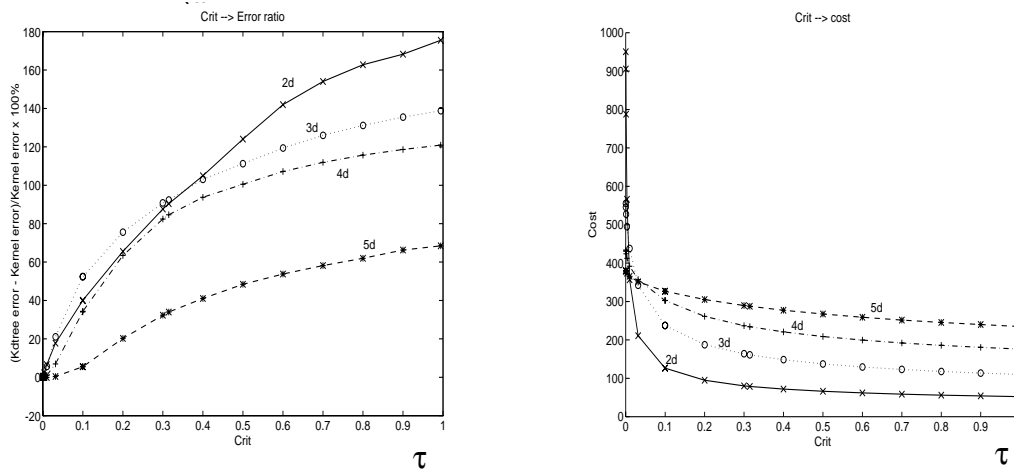 Crit --> Error ratio
180
160
140
120
100
80
60
40
20
0
-20
(Kdtree error - Kernel error)/Kernel error x 100%
2d
3d
4d
5d
0
0.1
0.2
0.3
0.4
0.5
0.6
0.7
0.8
0.9
1
Crit
τ
Crit --> cost
1000
900
800
700
600
500
400
300
200
100
0
Cost
5d
4d
3d
2d
0
0.1
0.2
0.3
0.4
0.5
0.6
0.7
0.8
0.9
Crit
τ